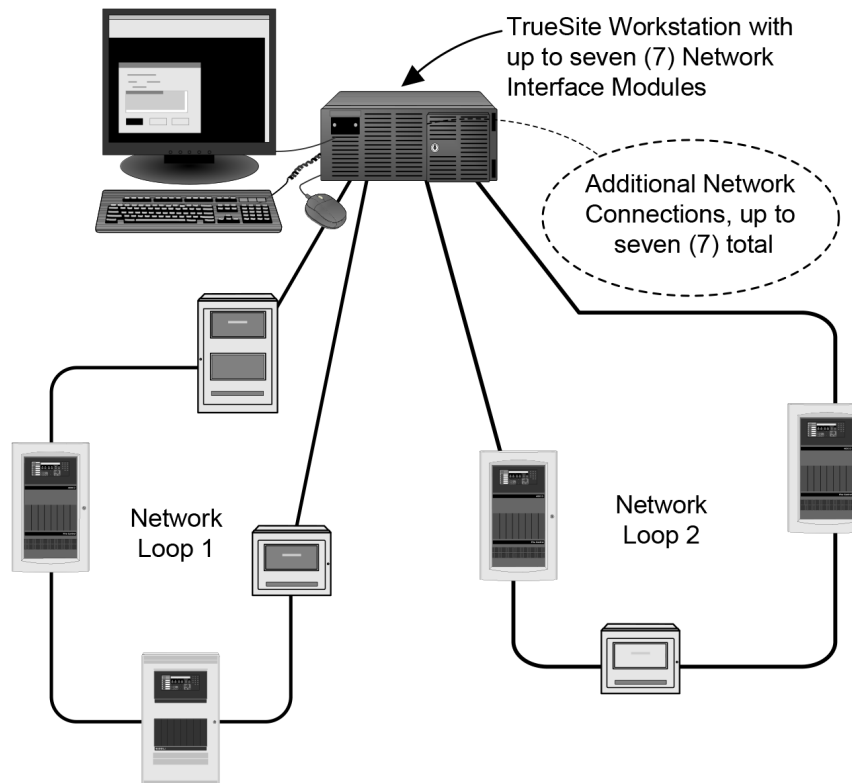 TrueSite Workstation with
up to seven (7) Network
Interface Modules
Additional Network
Connections, up to
seven (7) total
Network
Loop 1
Network
Loop 2